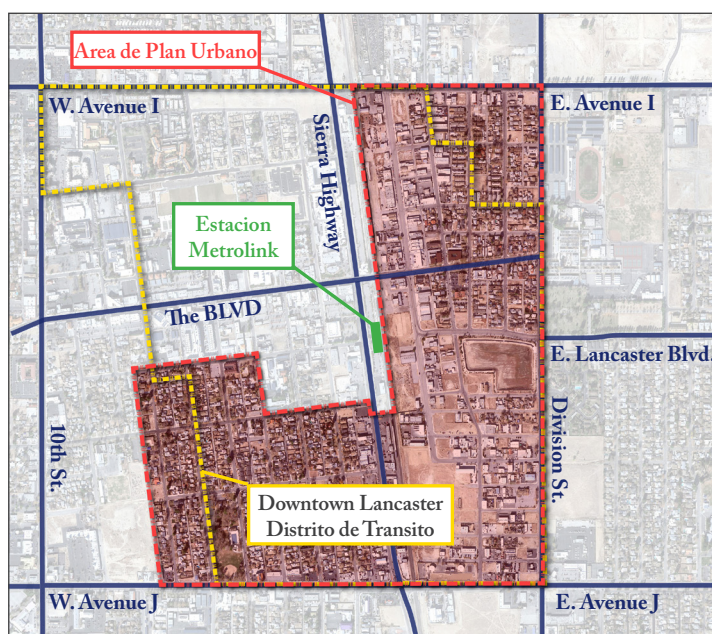 Area de Plan Urbano
W. Avenue I
E. Avenue I
Sierra Highway
Estacion
Metrolink
The BLVD
E. Lancaster Blvd.
10th St.
Division St.
Downtown Lancaster
Distrito de Transito
W. Avenue J
E. Avenue J